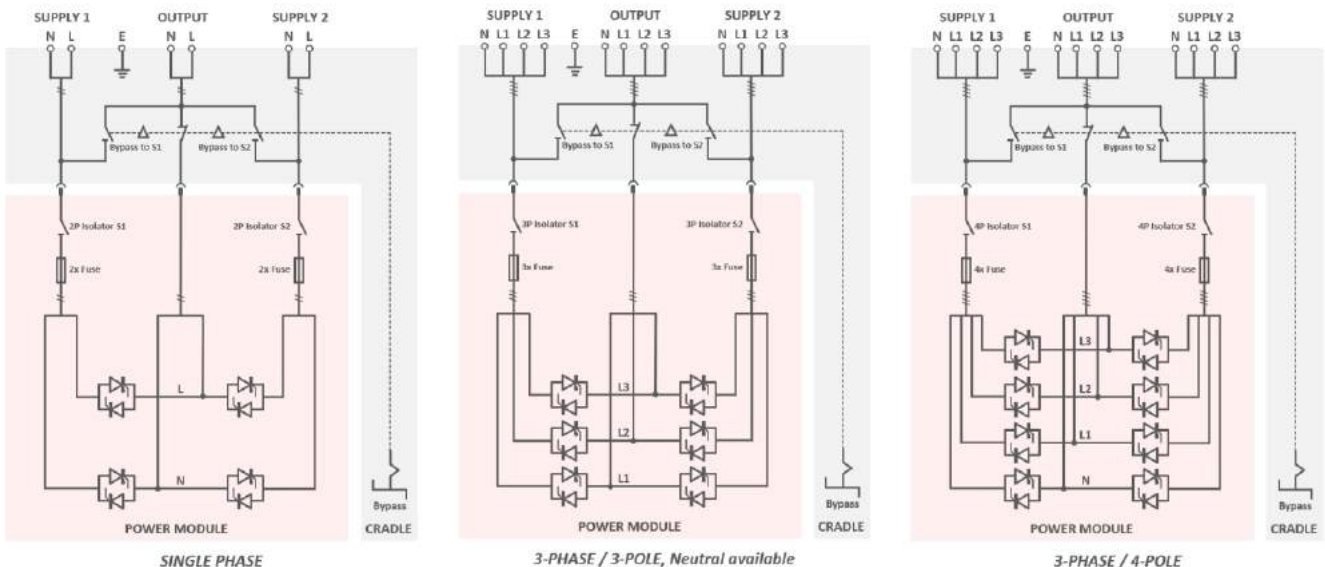 SUPPLY 1 OUTPUT SUPPLY 2
N L E N L N L
Bypass to S1 Bypass to S2
2P Isolator S1 2P Isolator S2
2x Fuse 2x Fuse
L
N
Bypass
POWER MODULE CRADLE
SINGLE PHASE
SUPPLY 1 OUTPUT SUPPLY 2
N L1 L2 L3 E N L1 L2 L3 N L1 L2 L3
Bypass to S1 Bypass to S2
3P Isolator S1 3P Isolator S2
3x Fuse 3x Fuse
L3
L2
L1
Bypass
POWER MODULE CRADLE
3-PHASE / 3-POLE, Neutral available
SUPPLY 1 OUTPUT SUPPLY 2
N L1 L2 L3 E N L1 L2 L3 N L1 L2 L3
Bypass to S1 Bypass to S2
4P Isolator S1 4P Isolator S2
4x Fuse 4x Fuse
L3
L2
L1
N
Bypass
POWER MODULE CRADLE
3-PHASE / 4-POLE